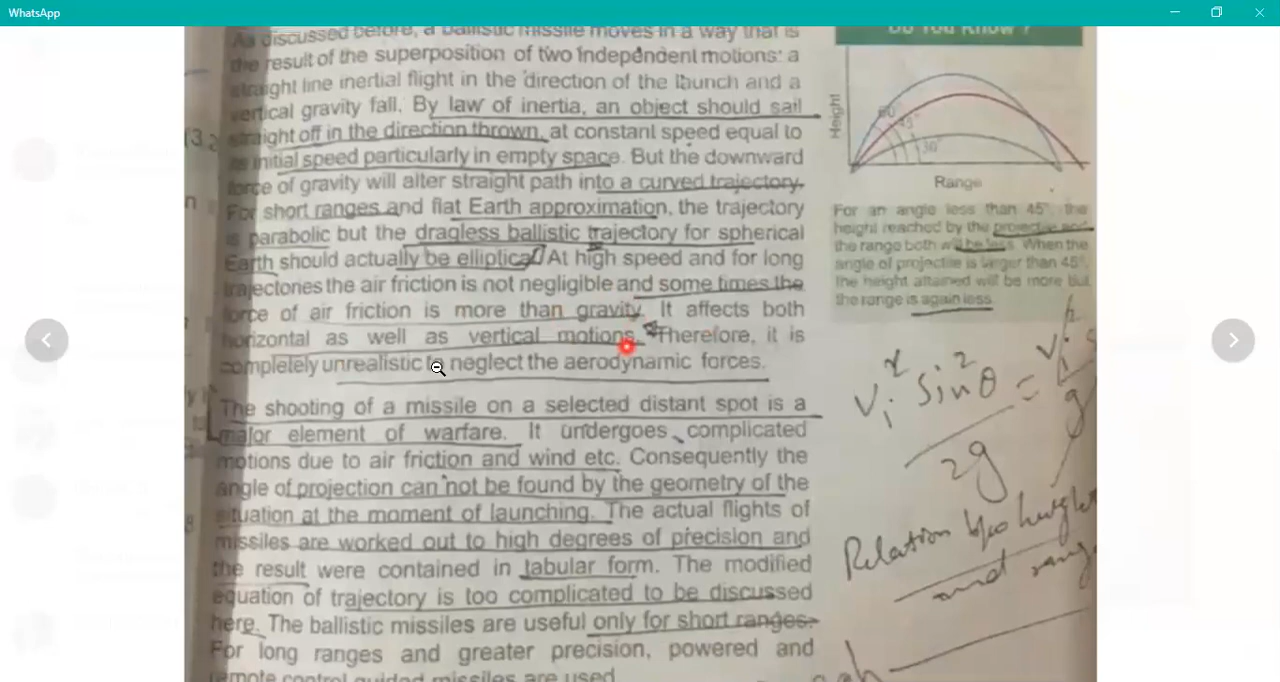 WhatsApp
As discussed before, a ballistic missile moves in a way that is
the result of the superposition of two independent motions: a
straight line inertial flight in the direction of the launch and a
vertical gravity fall. By law of inertia, an object should sail
straight off in the direction thrown, at constant speed equal to
its initial speed particularly in empty space. But the downward
force of gravity will alter straight path into a curved trajectory.
For short ranges and flat Earth approximation, the trajectory
is parabolic but the dragless ballistic trajectory for spherical
Earth should actually be elliptical. At high speed and for long
trajectories the air friction is not negligible and some times the
force of air friction is more than gravity. It affects both
horizontal as well as vertical motions. Therefore, it is
completely unrealistic to neglect the aerodynamic forces.
The shooting of a missile on a selected distant spot is a
major element of warfare. It undergoes complicated
motions due to air friction and wind etc. Consequently the
angle of projection can not be found by the geometry of the
situation at the moment of launching. The actual flights of
missiles are worked out to high degrees of precision and
the result were contained in tabular form. The modified
equation of trajectory is too complicated to be discussed
here. The ballistic missiles are useful only for short ranges.
For long ranges and greater precision, powered and
remote control guided missiles are used
Do You Know ?
Height
60°
45°
30°
Range
For an angle less than 45°, the
height reached by the projectile and
the range both will be less. When the
angle of projectile is larger than 45°,
the height attained will be more but
the range is again less.
sin²θ =
2g
g
Relation b/w height
and range